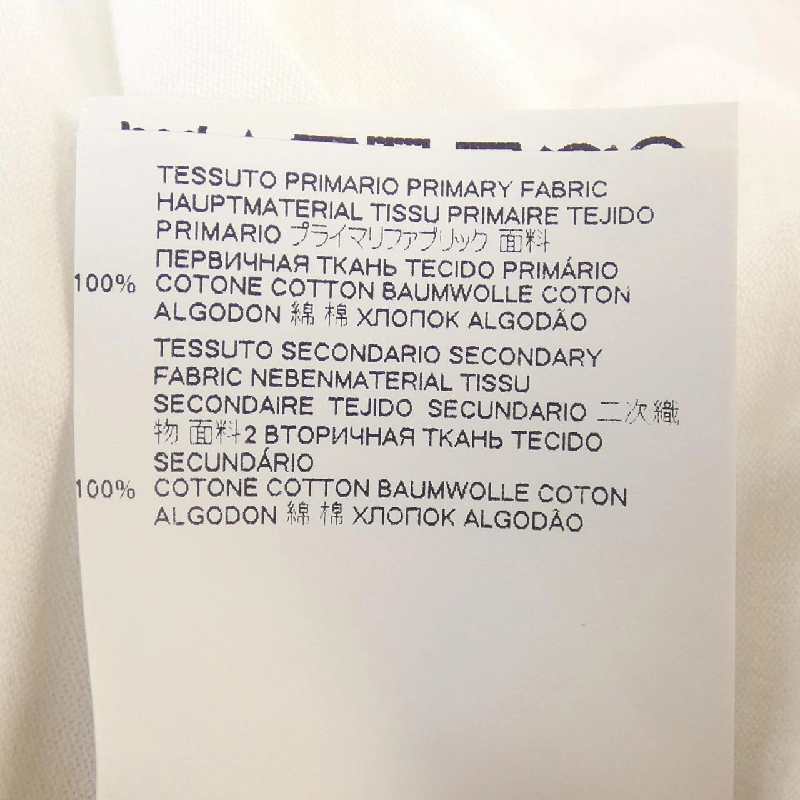 TESSUTO PRIMARIO PRIMARY FABRIC
HAUPTMATERIAL TISSU PRIMAIRE TEJIDO
PRIMARIO プライマリファブリック 面料
ПЕРВИЧНАЯ ТКАНЬ TECIDO PRIMÁRIO
100% COTONE COTTON BAUMWOLLE COTON
ALGODON 綿 棉 ХЛОПОК ALGODÃO
TESSUTO SECONDARIO SECONDARY
FABRIC NEBENMATERIAL TISSU
SECONDAIRE TEJIDO SECUNDARIO 二次織
物 面料2 ВТОРИЧНАЯ ТКАНЬ TECIDO
SECUNDÁRIO
100% COTONE COTTON BAUMWOLLE COTON
ALGODON 綿 棉 ХЛОПОК ALGODÃO